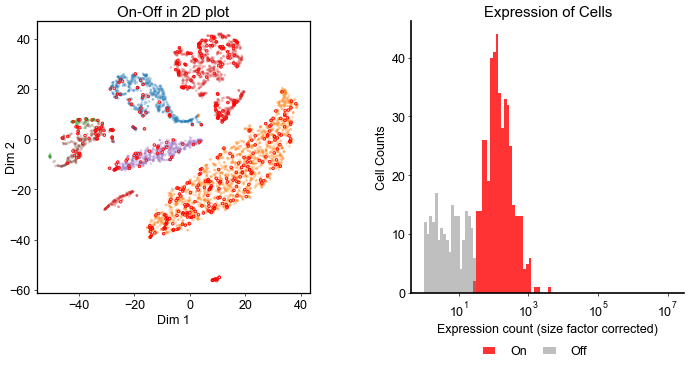 On-Off in 2D plot
Dim 2
40
20
0
−20
−40
−60
−40 −20 0 20 40
Dim 1
Expression of Cells
Cell Counts
40
30
20
10
0
10^1 10^3 10^5 10^7
Expression count (size factor corrected)
On Off